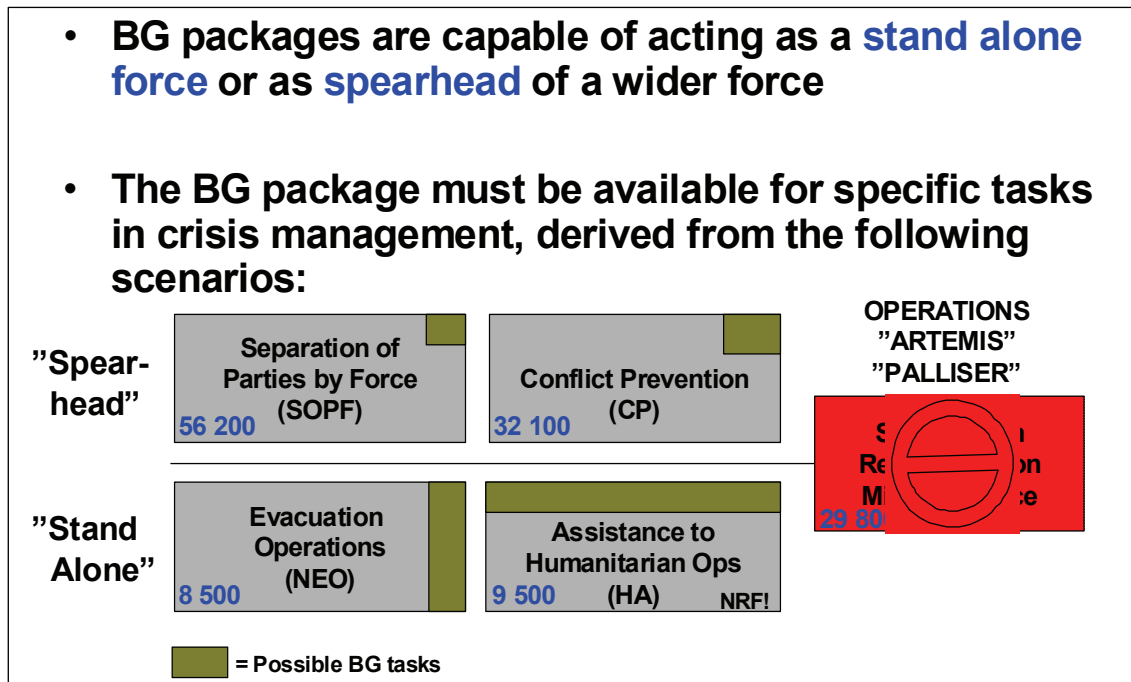 • BG packages are capable of acting as a stand alone
force or as spearhead of a wider force
• The BG package must be available for specific tasks
in crisis management, derived from the following
scenarios:
OPERATIONS
”ARTEMIS”
”PALLISER”
”Spear-
head”
Separation of
Parties by Force
(SOPF)
56 200
Conflict Prevention
(CP)
32 100
”Stand
Alone”
Evacuation
Operations
(NEO)
8 500
Assistance to
Humanitarian Ops
(HA)
9 500
NRF!
= Possible BG tasks